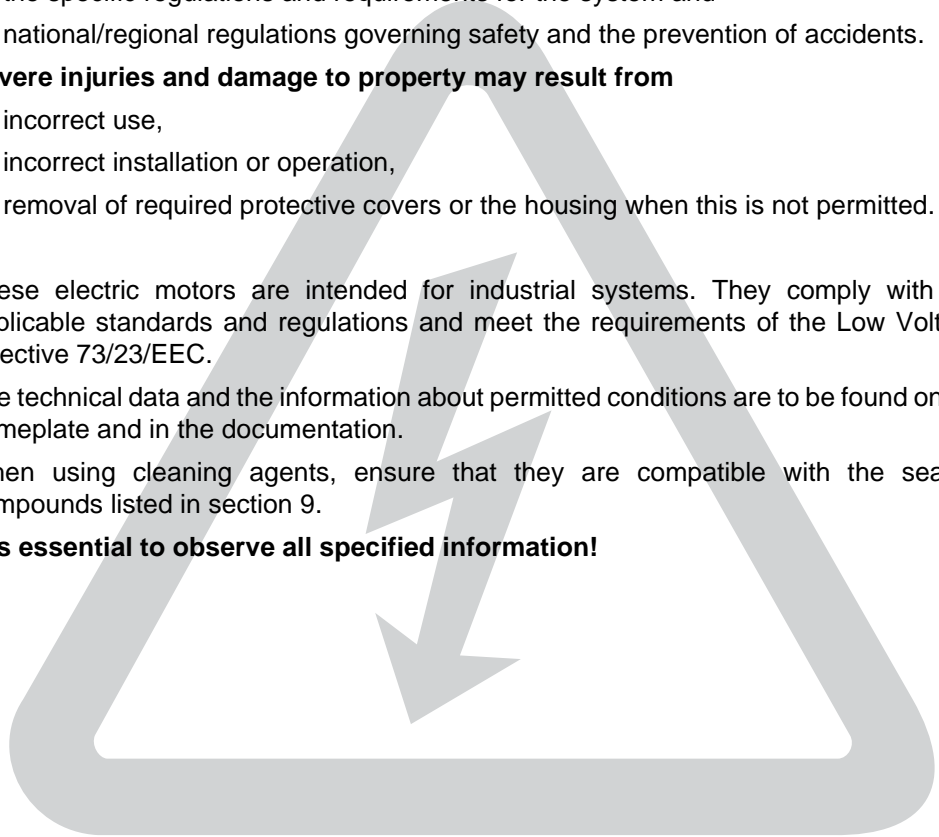 the specific regulations and requirements for the system and
national/regional regulations governing safety and the prevention of accidents.
vere injuries and damage to property may result from
incorrect use,
incorrect installation or operation,
removal of required protective covers or the housing when this is not permitted.
ese electric motors are intended for industrial systems. They comply with
plicable standards and regulations and meet the requirements of the Low Volt
ective 73/23/EEC.
e technical data and the information about permitted conditions are to be found on
meplate and in the documentation.
hen using cleaning agents, ensure that they are compatible with the sea
mpounds listed in section 9.
s essential to observe all specified information!